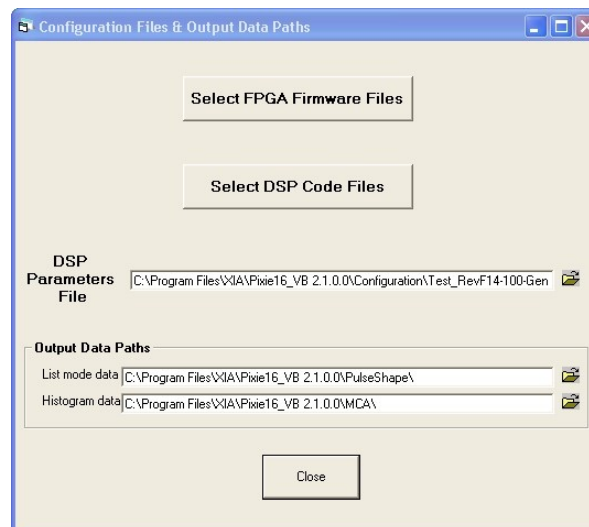 Configuration Files & Output Data Paths
Select FPGA Firmware Files
Select DSP Code Files
DSP
Parameters
File
C:\Program Files\XIA\Pixie16_VB 2.1.0.0\Configuration\Test_RevF14-100-Gen
Output Data Paths
List mode data C:\Program Files\XIA\Pixie16_VB 2.1.0.0\PulseShape\
Histogram data C:\Program Files\XIA\Pixie16_VB 2.1.0.0\MCA\
Close